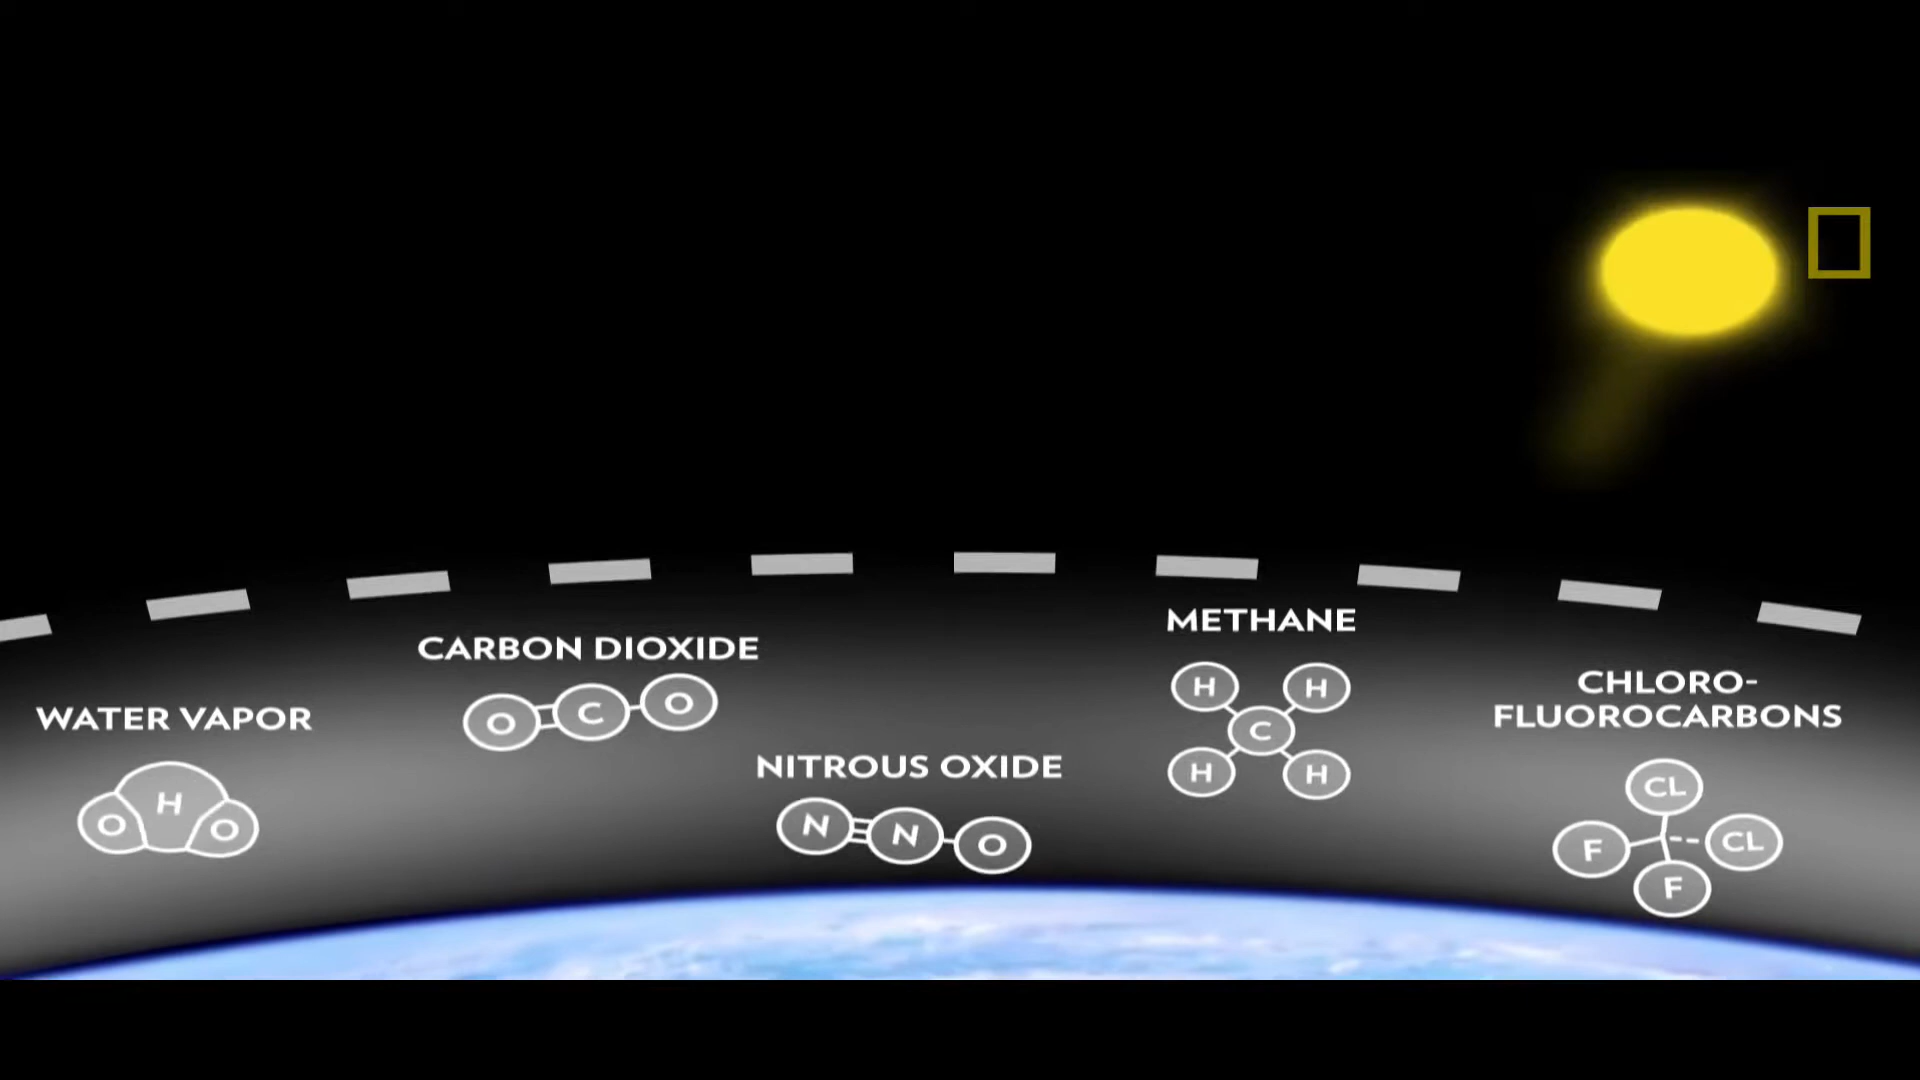 METHANE
CARBON DIOXIDE
CHLORO-
FLUOROCARBONS
WATER VAPOR
NITROUS OXIDE
O C O
H H
C
H H
H
O O
N N O
CL
F CL
F